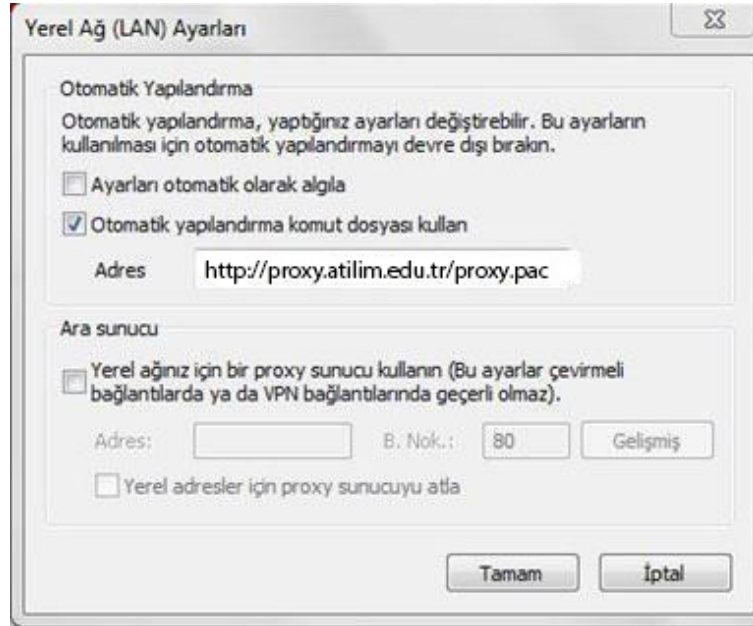 Yerel Ağ (LAN) Ayarları
Otomatik Yapılandırma
Otomatik yapılandırma, yaptığınız ayarları değiştirebilir. Bu ayarların
kullanılması için otomatik yapılandırmayı devre dışı bırakın.
Ayarları otomatik olarak algıla
Otomatik yapılandırma komut dosyası kullan
Adres http://proxy.atilim.edu.tr/proxy.pac
Ara sunucu
Yerel ağınız için bir proxy sunucu kullanın (Bu ayarlar çevirmeli
bağlantılarda ya da VPN bağlantılarında geçerli olmaz).
Adres: B. Nok.: 80 Gelişmiş
Yerel adresler için proxy sunucuyu atla
Tamam İptal